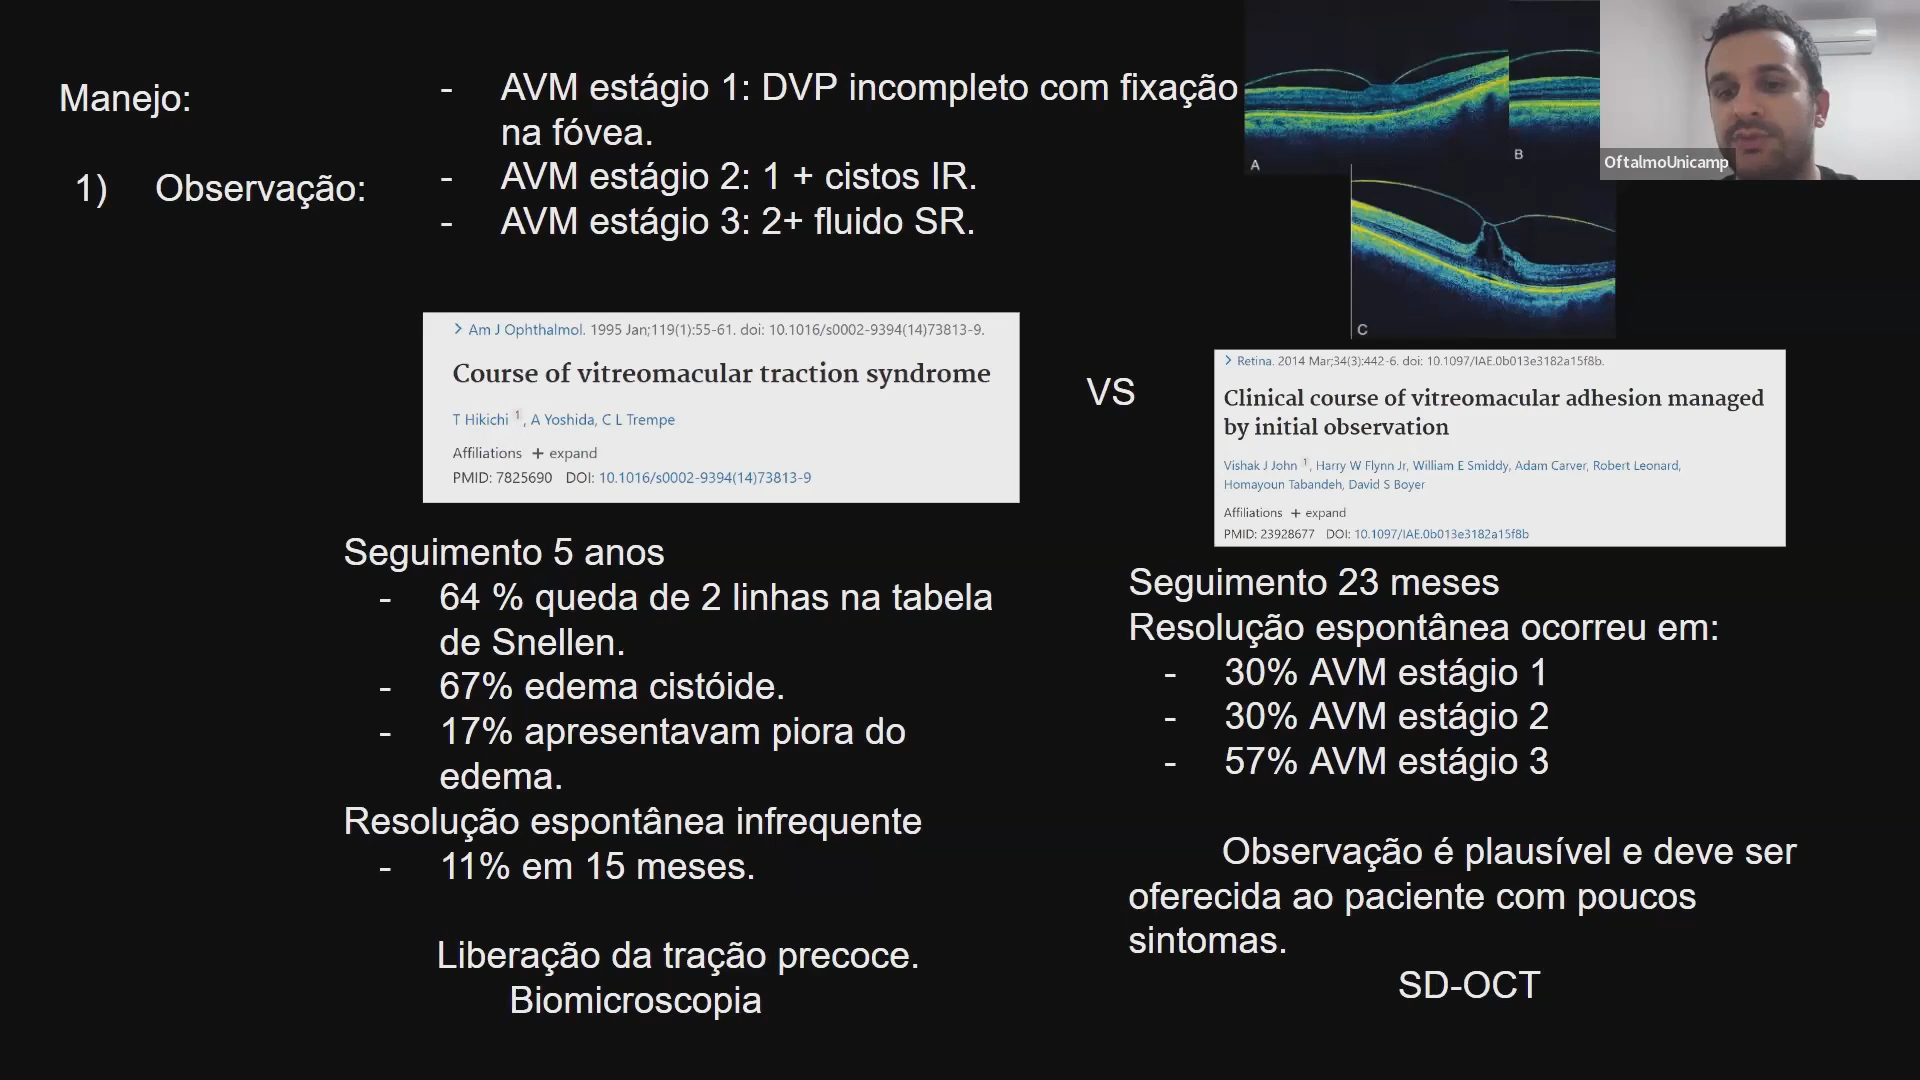 Manejo:
1) Observação:
- AVM estágio 1: DVP incompleto com fixação
na fóvea.
- AVM estágio 2: 1 + cistos IR.
- AVM estágio 3: 2+ fluido SR.
A
B
C
OftalmoUnicamp
> Am J Ophthalmol. 1995 Jan;119(1):55-61. doi: 10.1016/s0002-9394(14)73813-9.
Course of vitreomacular traction syndrome
T Hikichi 1, A Yoshida, C L Trempe
Affiliations + expand
PMID: 7825690 DOI: 10.1016/s0002-9394(14)73813-9
VS
> Retina. 2014 Mar;34(3):442-6. doi: 10.1097/IAE.0b013e3182a15f8b.
Clinical course of vitreomacular adhesion managed
by initial observation
Vishak J John 1, Harry W Flynn Jr, William E Smiddy, Adam Carver, Robert Leonard,
Homayoun Tabandeh, David S Boyer
Affiliations + expand
PMID: 23928677 DOI: 10.1097/IAE.0b013e3182a15f8b
Seguimento 5 anos
- 64 % queda de 2 linhas na tabela
de Snellen.
- 67% edema cistóide.
- 17% apresentavam piora do
edema.
Resolução espontânea infrequente
- 11% em 15 meses.
Liberação da tração precoce.
Biomicroscopia
Seguimento 23 meses
Resolução espontânea ocorreu em:
- 30% AVM estágio 1
- 30% AVM estágio 2
- 57% AVM estágio 3
Observação é plausível e deve ser
oferecida ao paciente com poucos
sintomas.
SD-OCT